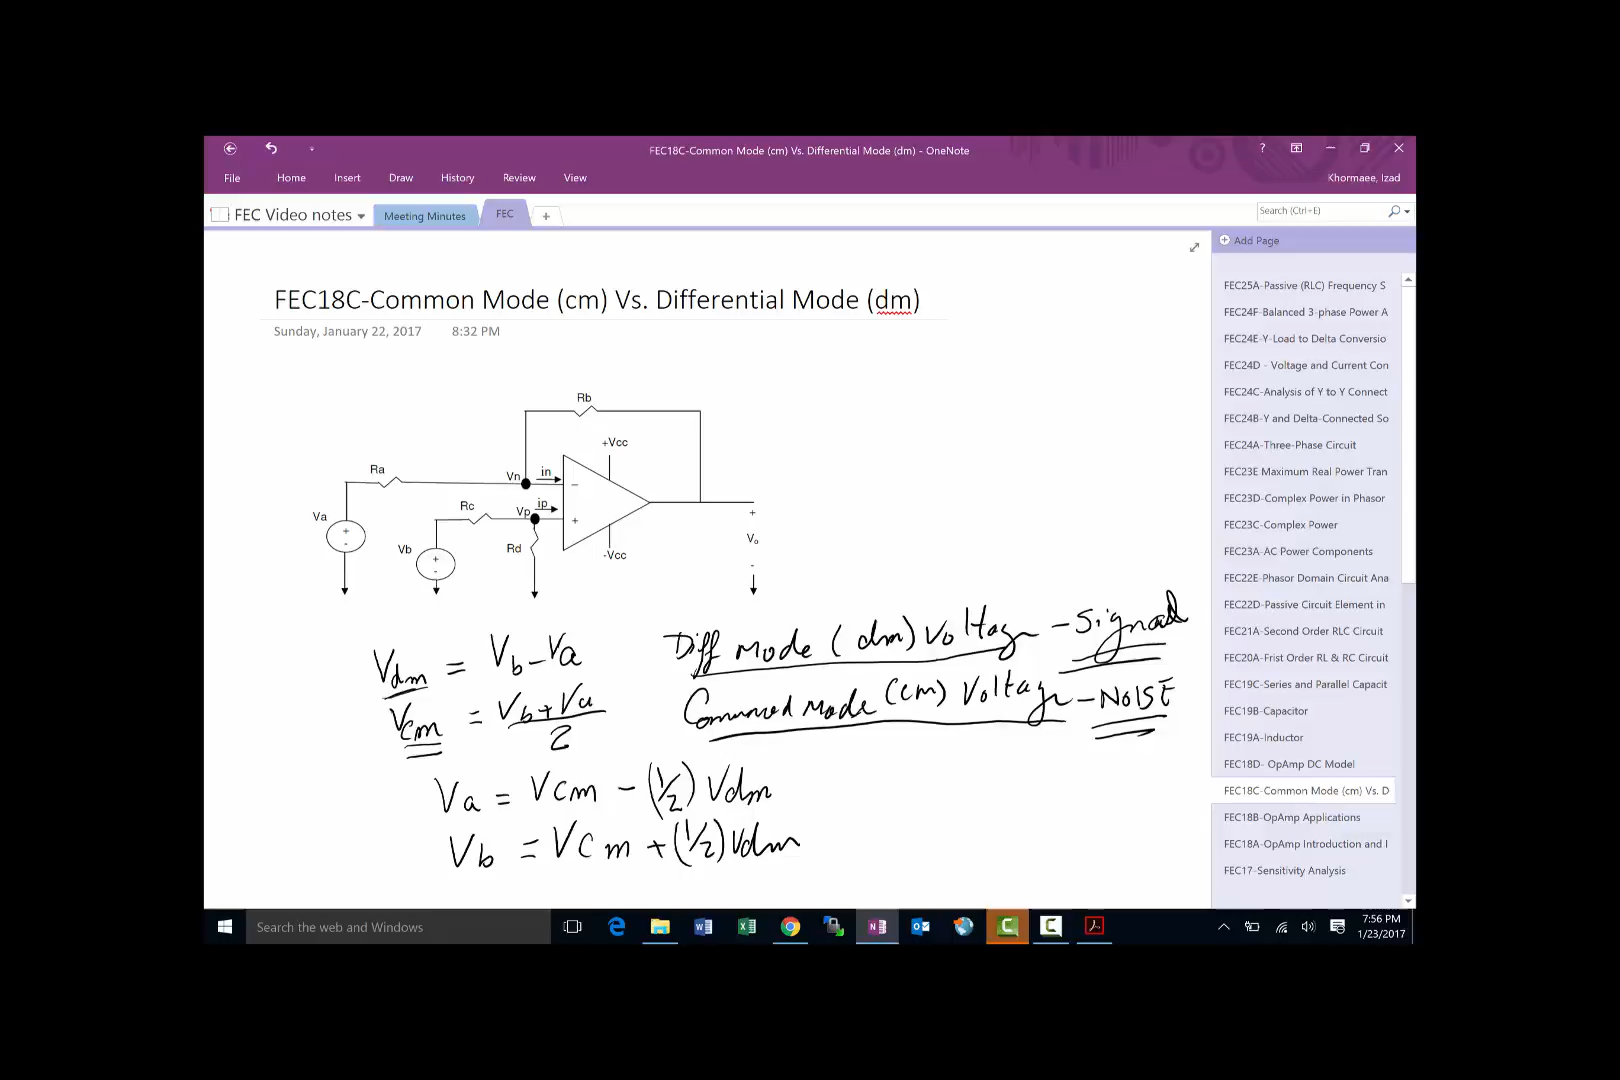 FEC18C-Common Mode (cm) Vs. Differential Mode (dm) - OneNote
File Home Insert Draw History Review View Khormaee, Izad
FEC Video notes Meeting Minutes FEC + Search (Ctrl+E)
Add Page
FEC18C-Common Mode (cm) Vs. Differential Mode (dm)
Sunday, January 22, 2017 8:32 PM
Rb
+Vcc
Ra
Vn in
-
Rc
Vp ip
+
Va
+
-
Vb
+
-
Rd
-Vcc
+
Vo
-
Diff Mode (dm) Voltage - Signal
Vdm = Vb - Va
Common Mode (cm) Voltage - NOISE
Vcm = Vb + Va / 2
Va = Vcm - (1/2) Vdm
Vb = Vcm + (1/2) Vdm
FEC25A-Passive (RLC) Frequency S
FEC24F-Balanced 3-phase Power A
FEC24E-Y-Load to Delta Conversio
FEC24D - Voltage and Current Con
FEC24C-Analysis of Y to Y Connect
FEC24B-Y and Delta-Connected So
FEC24A-Three-Phase Circuit
FEC23E Maximum Real Power Tran
FEC23D-Complex Power in Phasor
FEC23C-Complex Power
FEC23A-AC Power Components
FEC22E-Phasor Domain Circuit Ana
FEC22D-Passive Circuit Element in
FEC21A-Second Order RLC Circuit
FEC20A-Frist Order RL & RC Circuit
FEC19C-Series and Parallel Capacit
FEC19B-Capacitor
FEC19A-Inductor
FEC18D- OpAmp DC Model
FEC18C-Common Mode (cm) Vs. D
FEC18B-OpAmp Applications
FEC18A-OpAmp Introduction and I
FEC17-Sensitivity Analysis
Search the web and Windows
7:56 PM
1/23/2017